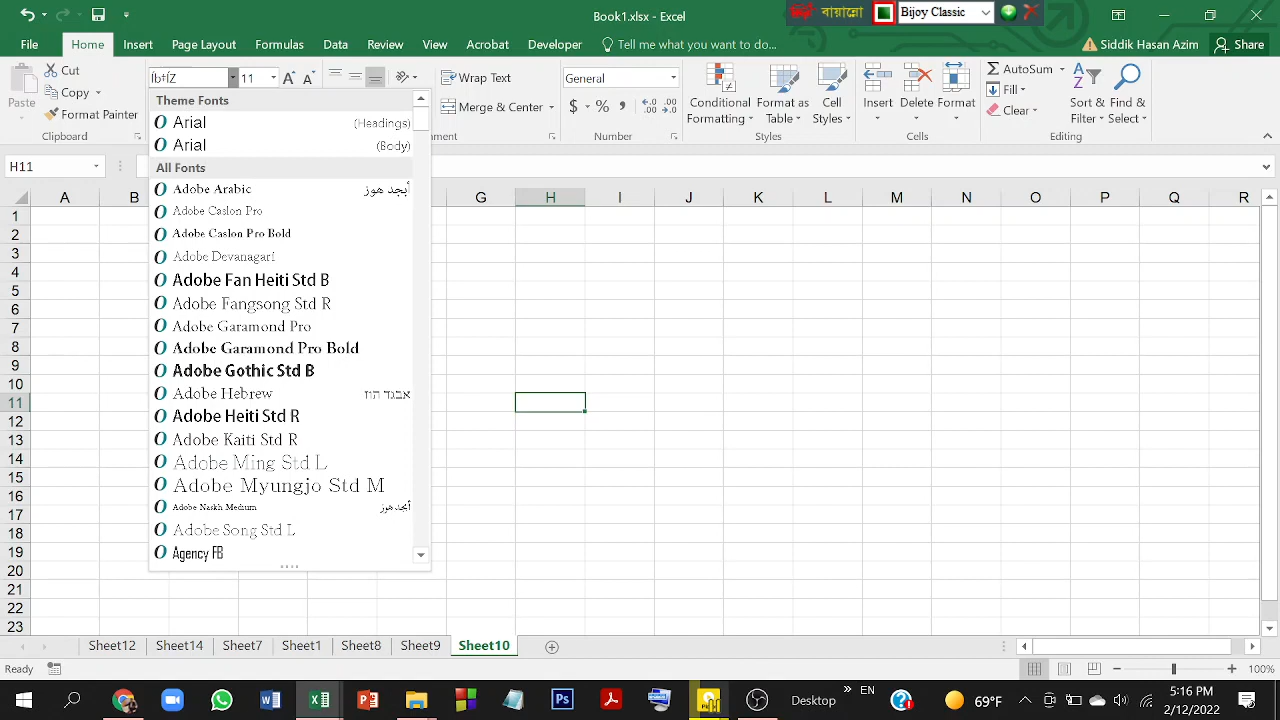 Book1.xlsx - Excel
বায়ান্নো
Bijoy Classic
File Home Insert Page Layout Formulas Data Review View Acrobat Developer Tell me what you want to do...
Siddik Hasan Azim Share
Paste
Cut
Copy
Format Painter
Clipboard
11
Wrap Text
Merge & Center
General
$ % ,
Number
Conditional Formatting
Format as Table
Cell Styles
Styles
Insert Delete Format
Cells
AutoSum
Fill
Clear
Sort & Filter
Find & Select
Editing
Theme Fonts
Arial (Headings)
Arial (Body)
All Fonts
Adobe Arabic أبجد هوز
Adobe Caslon Pro
Adobe Caslon Pro Bold
Adobe Devanagari
Adobe Fan Heiti Std B
Adobe Fangsong Std R
Adobe Garamond Pro
Adobe Garamond Pro Bold
Adobe Gothic Std B
Adobe Hebrew אבגד הוז
Adobe Heiti Std R
Adobe Kaiti Std R
Adobe Ming Std L
Adobe Myungjo Std M
Adobe Naskh Medium أبجد هوز
Adobe Song Std L
Agency FB
H11
A B G H I J K L M N O P Q R
1
2
3
4
5
6
7
8
9
10
11
12
13
14
15
16
17
18
19
20
21
22
23
Sheet12 Sheet14 Sheet7 Sheet1 Sheet8 Sheet9 Sheet10
Ready
100%
Desktop
EN
69°F
5:16 PM
2/12/2022